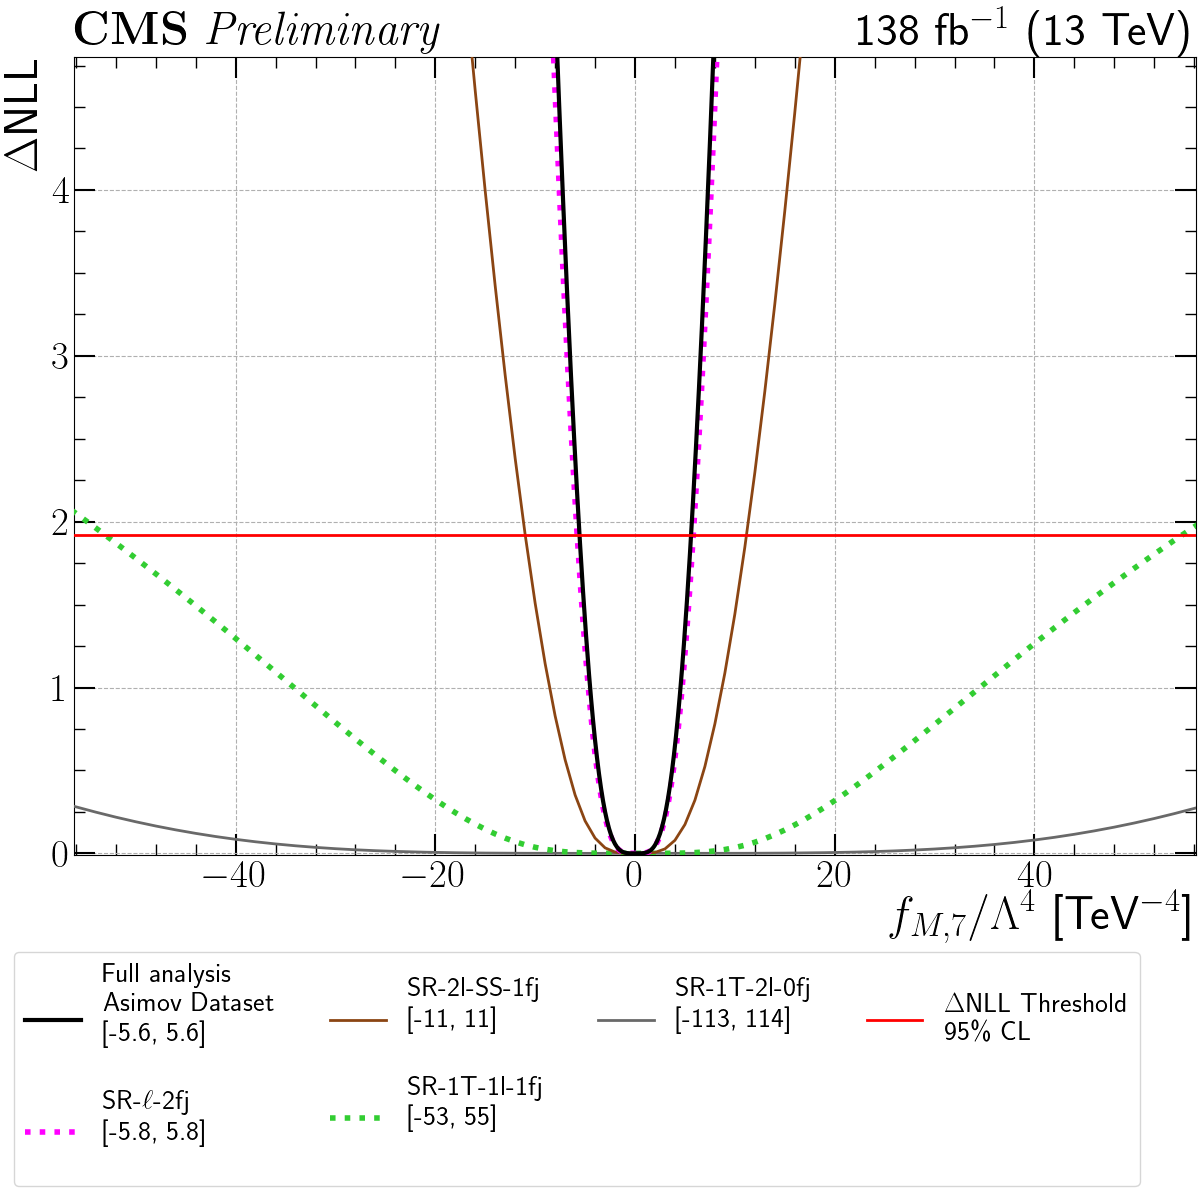 CMS Preliminary
138 fb⁻¹ (13 TeV)
ΔNLL
4
3
2
1
0
−40 −20 0 20 40
f_{M,7}/Λ⁴ [TeV⁻⁴]
Full analysis
Asimov Dataset
[-5.6, 5.6]
SR-ℓ-2fj
[-5.8, 5.8]
SR-2l-SS-1fj
[-11, 11]
SR-1T-1l-1fj
[-53, 55]
SR-1T-2l-0fj
[-113, 114]
ΔNLL Threshold
95% CL